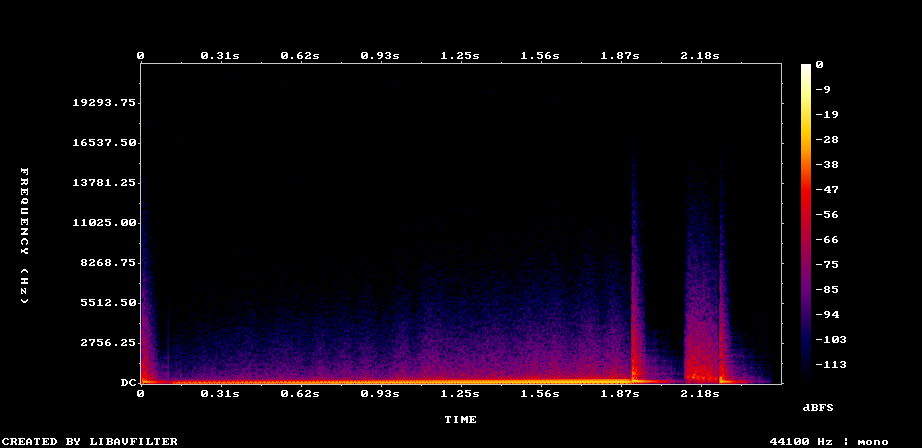 0 0.31s 0.62s 0.93s 1.25s 1.56s 1.87s 2.18s
0
-9
-19
-28
-38
-47
-56
-66
-75
-85
-94
-103
-113
dBFS
19293.75
16537.50
13781.25
11025.00
8268.75
5512.50
2756.25
DC
FREQUENCY (Hz)
0 0.31s 0.62s 0.93s 1.25s 1.56s 1.87s 2.18s
TIME
CREATED BY LIBAVFILTER
44100 Hz | mono